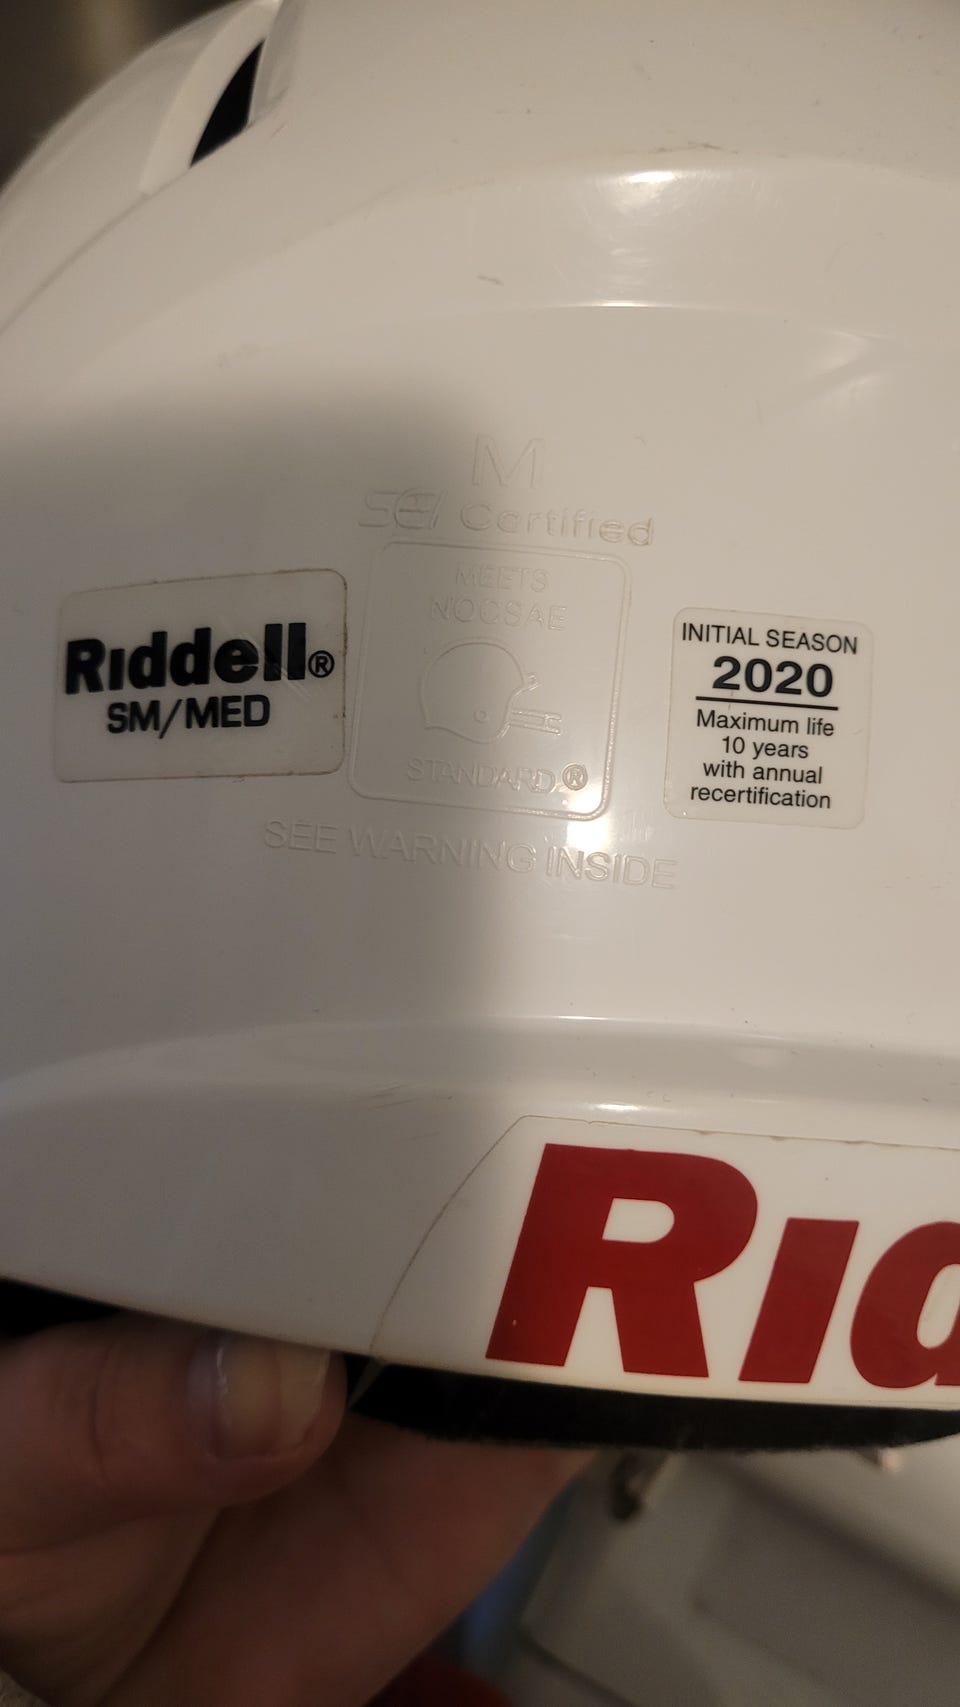 M
SEI Certified
MEETS
NOCSAE
STANDARD®
SEE WARNING INSIDE
Riddell®
SM/MED
INITIAL SEASON
2020
Maximum life
10 years
with annual
recertification
Rid